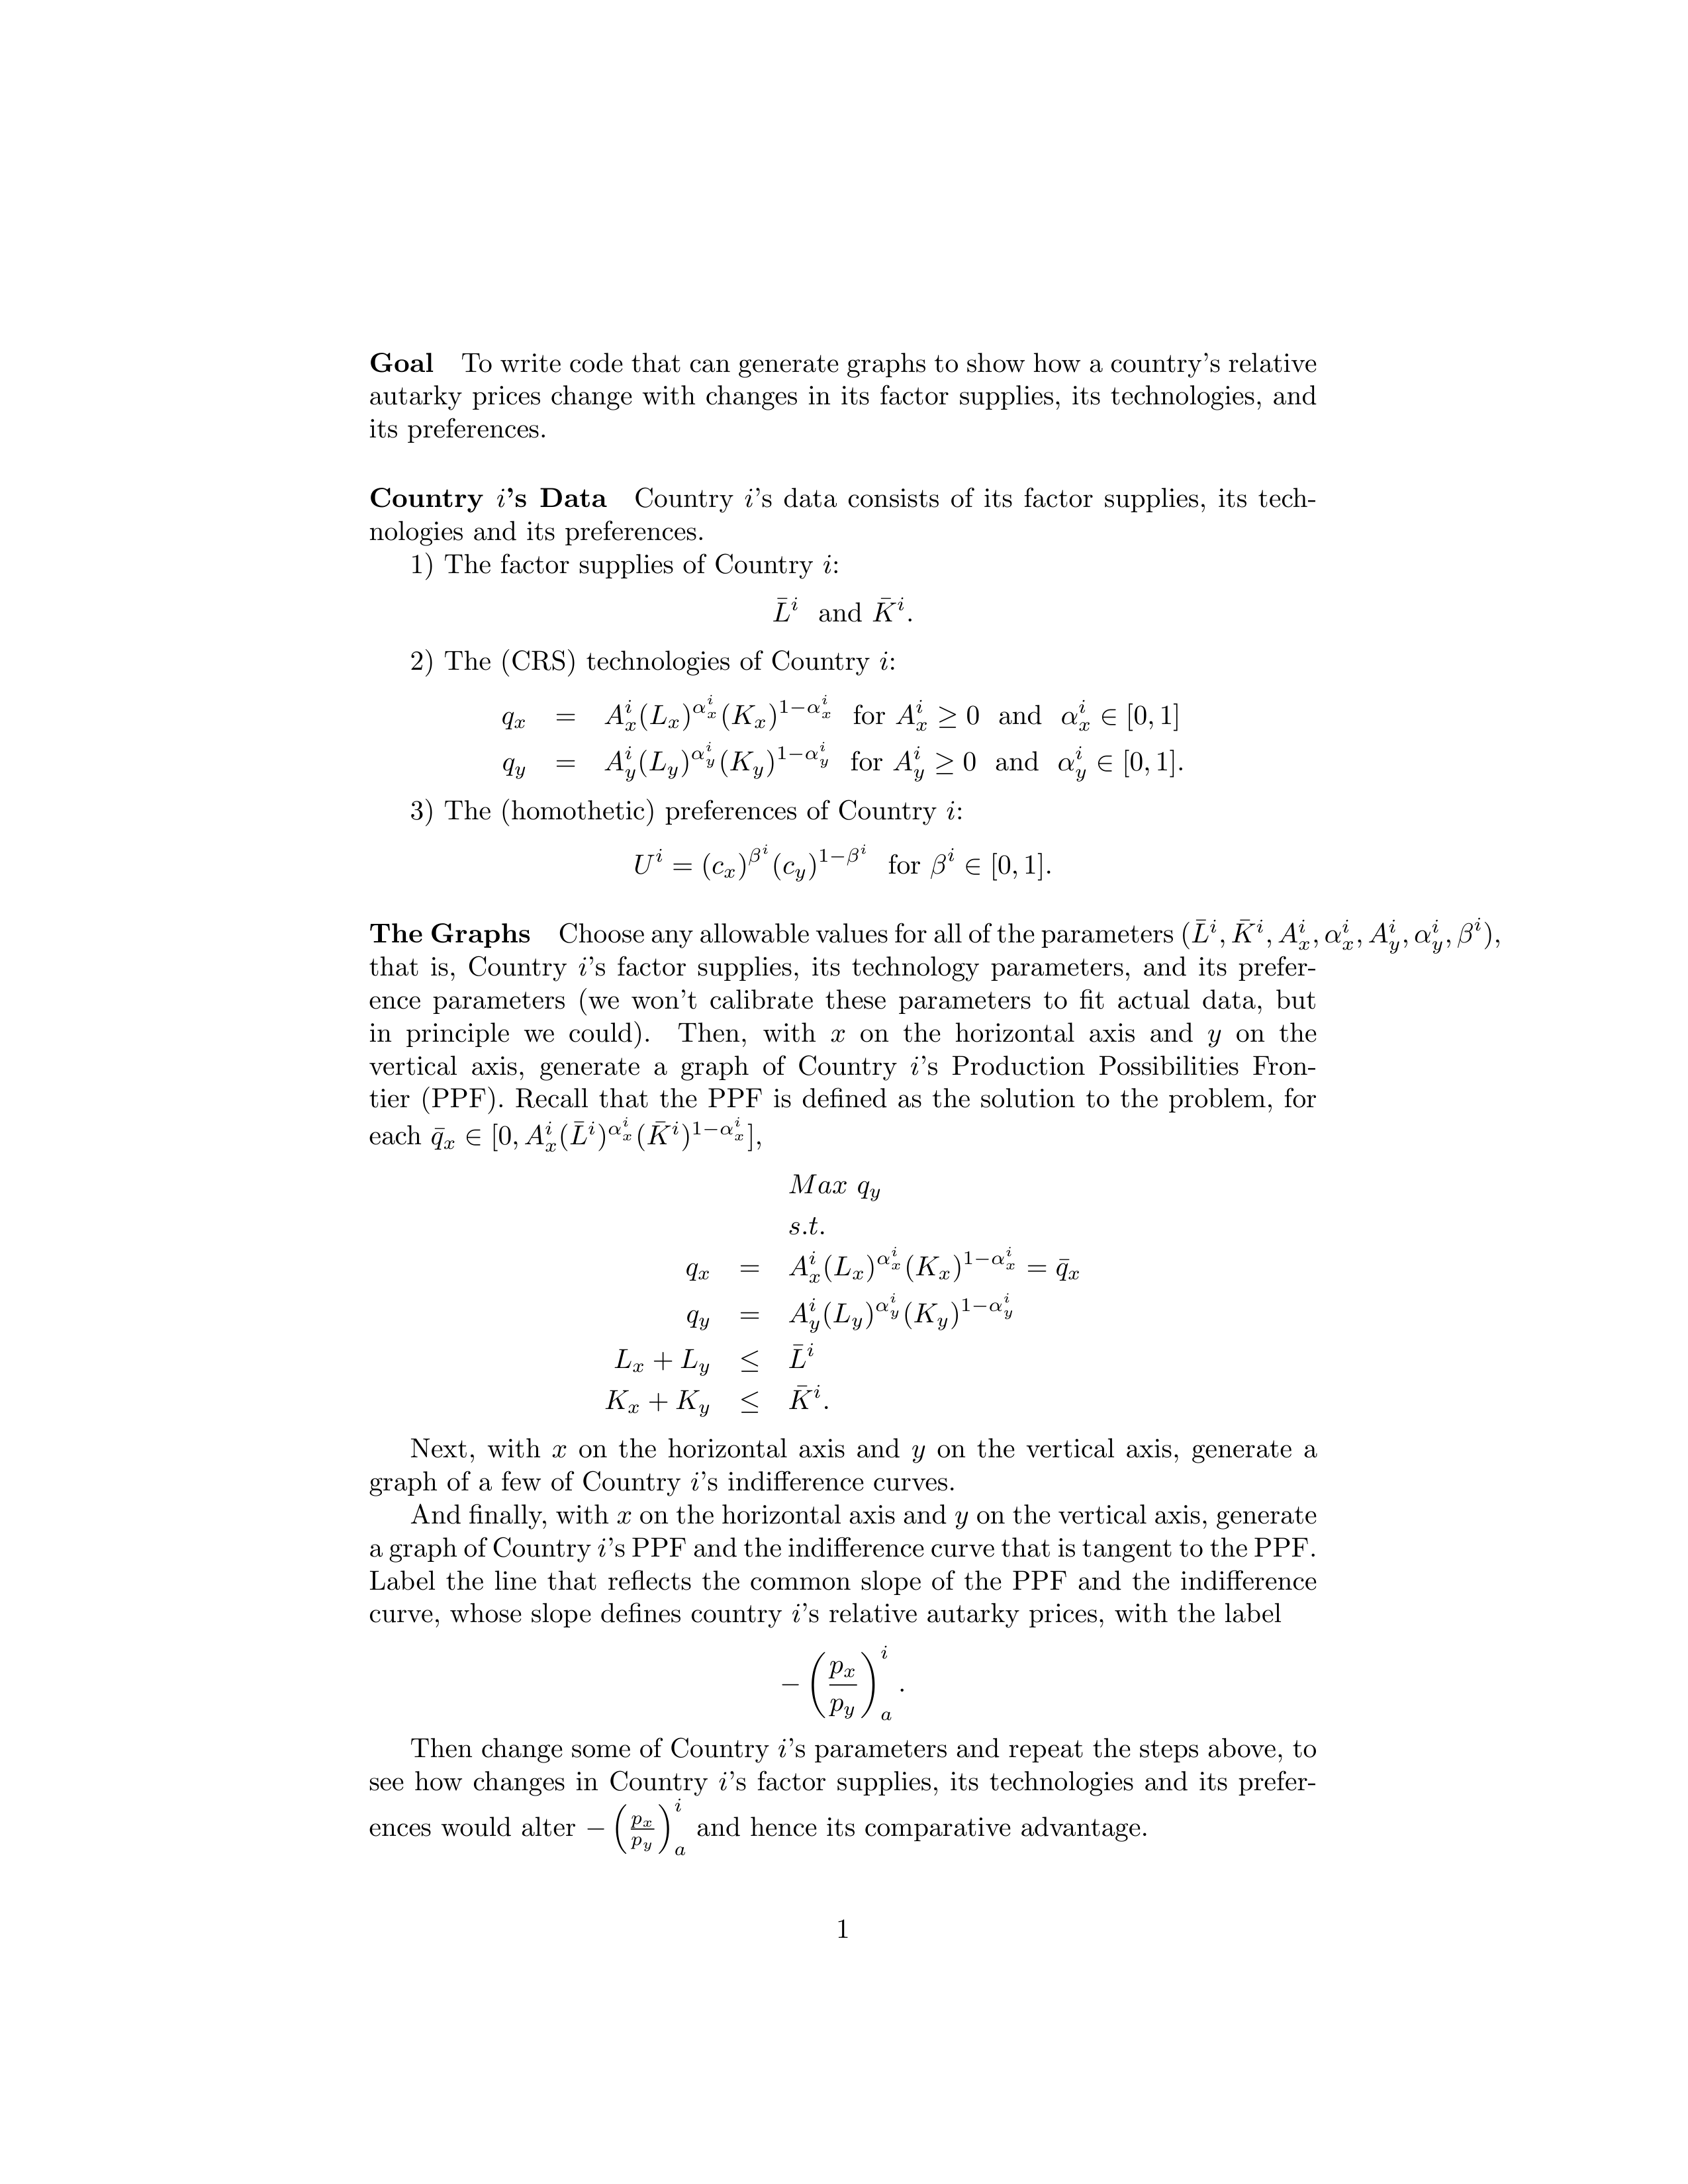 Goal To write code that can generate graphs to show how a country's relative
autarky prices change with changes in its factor supplies, its technologies, and
its preferences.
Country i's Data Country i's data consists of its factor supplies, its tech-
nologies and its preferences.
1) The factor supplies of Country i:
$\bar{L}^i$ and $\bar{K}^i$.
2) The (CRS) technologies of Country i:
$q_x = A_x^i (L_x)^{\alpha_x^i} (K_x)^{1-\alpha_x^i}$ for $A_x^i \geq 0$ and $\alpha_x^i \in [0,1]$
$q_y = A_y^i (L_y)^{\alpha_y^i} (K_y)^{1-\alpha_y^i}$ for $A_y^i \geq 0$ and $\alpha_y^i \in [0,1]$.
3) The (homothetic) preferences of Country i:
$U^i = (c_x)^{\beta^i} (c_y)^{1-\beta^i}$ for $\beta^i \in [0,1]$.
The Graphs Choose any allowable values for all of the parameters $(\bar{L}^i, \bar{K}^i, A_x^i, \alpha_x^i, A_y^i, \alpha_y^i, \beta^i)$,
that is, Country i's factor supplies, its technology parameters, and its prefer-
ence parameters (we won't calibrate these parameters to fit actual data, but
in principle we could). Then, with x on the horizontal axis and y on the
vertical axis, generate a graph of Country i's Production Possibilities Fron-
tier (PPF). Recall that the PPF is defined as the solution to the problem, for
each $\bar{q}_x \in [0, A_x^i (\bar{L}^i)^{\alpha_x^i} (\bar{K}^i)^{1-\alpha_x^i}]$,
Max $q_y$
s.t.
$q_x = A_x^i (L_x)^{\alpha_x^i} (K_x)^{1-\alpha_x^i} = \bar{q}_x$
$q_y = A_y^i (L_y)^{\alpha_y^i} (K_y)^{1-\alpha_y^i}$
$L_x + L_y \leq \bar{L}^i$
$K_x + K_y \leq \bar{K}^i$.
Next, with x on the horizontal axis and y on the vertical axis, generate a
graph of a few of Country i's indifference curves.
And finally, with x on the horizontal axis and y on the vertical axis, generate
a graph of Country i's PPF and the indifference curve that is tangent to the PPF.
Label the line that reflects the common slope of the PPF and the indifference
curve, whose slope defines country i's relative autarky prices, with the label
$-\left(\frac{p_x}{p_y}\right)_a^i$.
Then change some of Country i's parameters and repeat the steps above, to
see how changes in Country i's factor supplies, its technologies and its prefer-
ences would alter $-\left(\frac{p_x}{p_y}\right)_a^i$ and hence its comparative advantage.
1